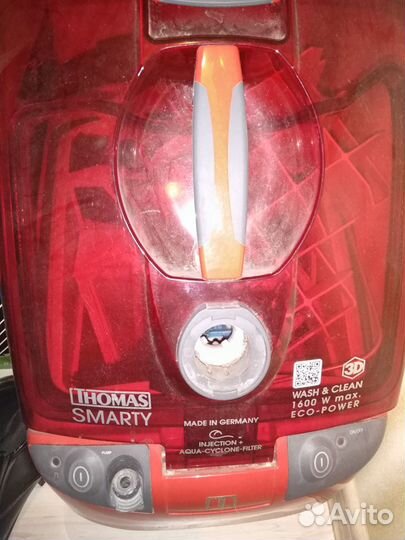 THOMAS
SMARTY
MADE IN GERMANY
INJECTION +
AQUA-CYCLONE-FILTER
3D
WASH & CLEAN
1600 W max.
ECO-POWER
PUMP
ON/OFF
Avito